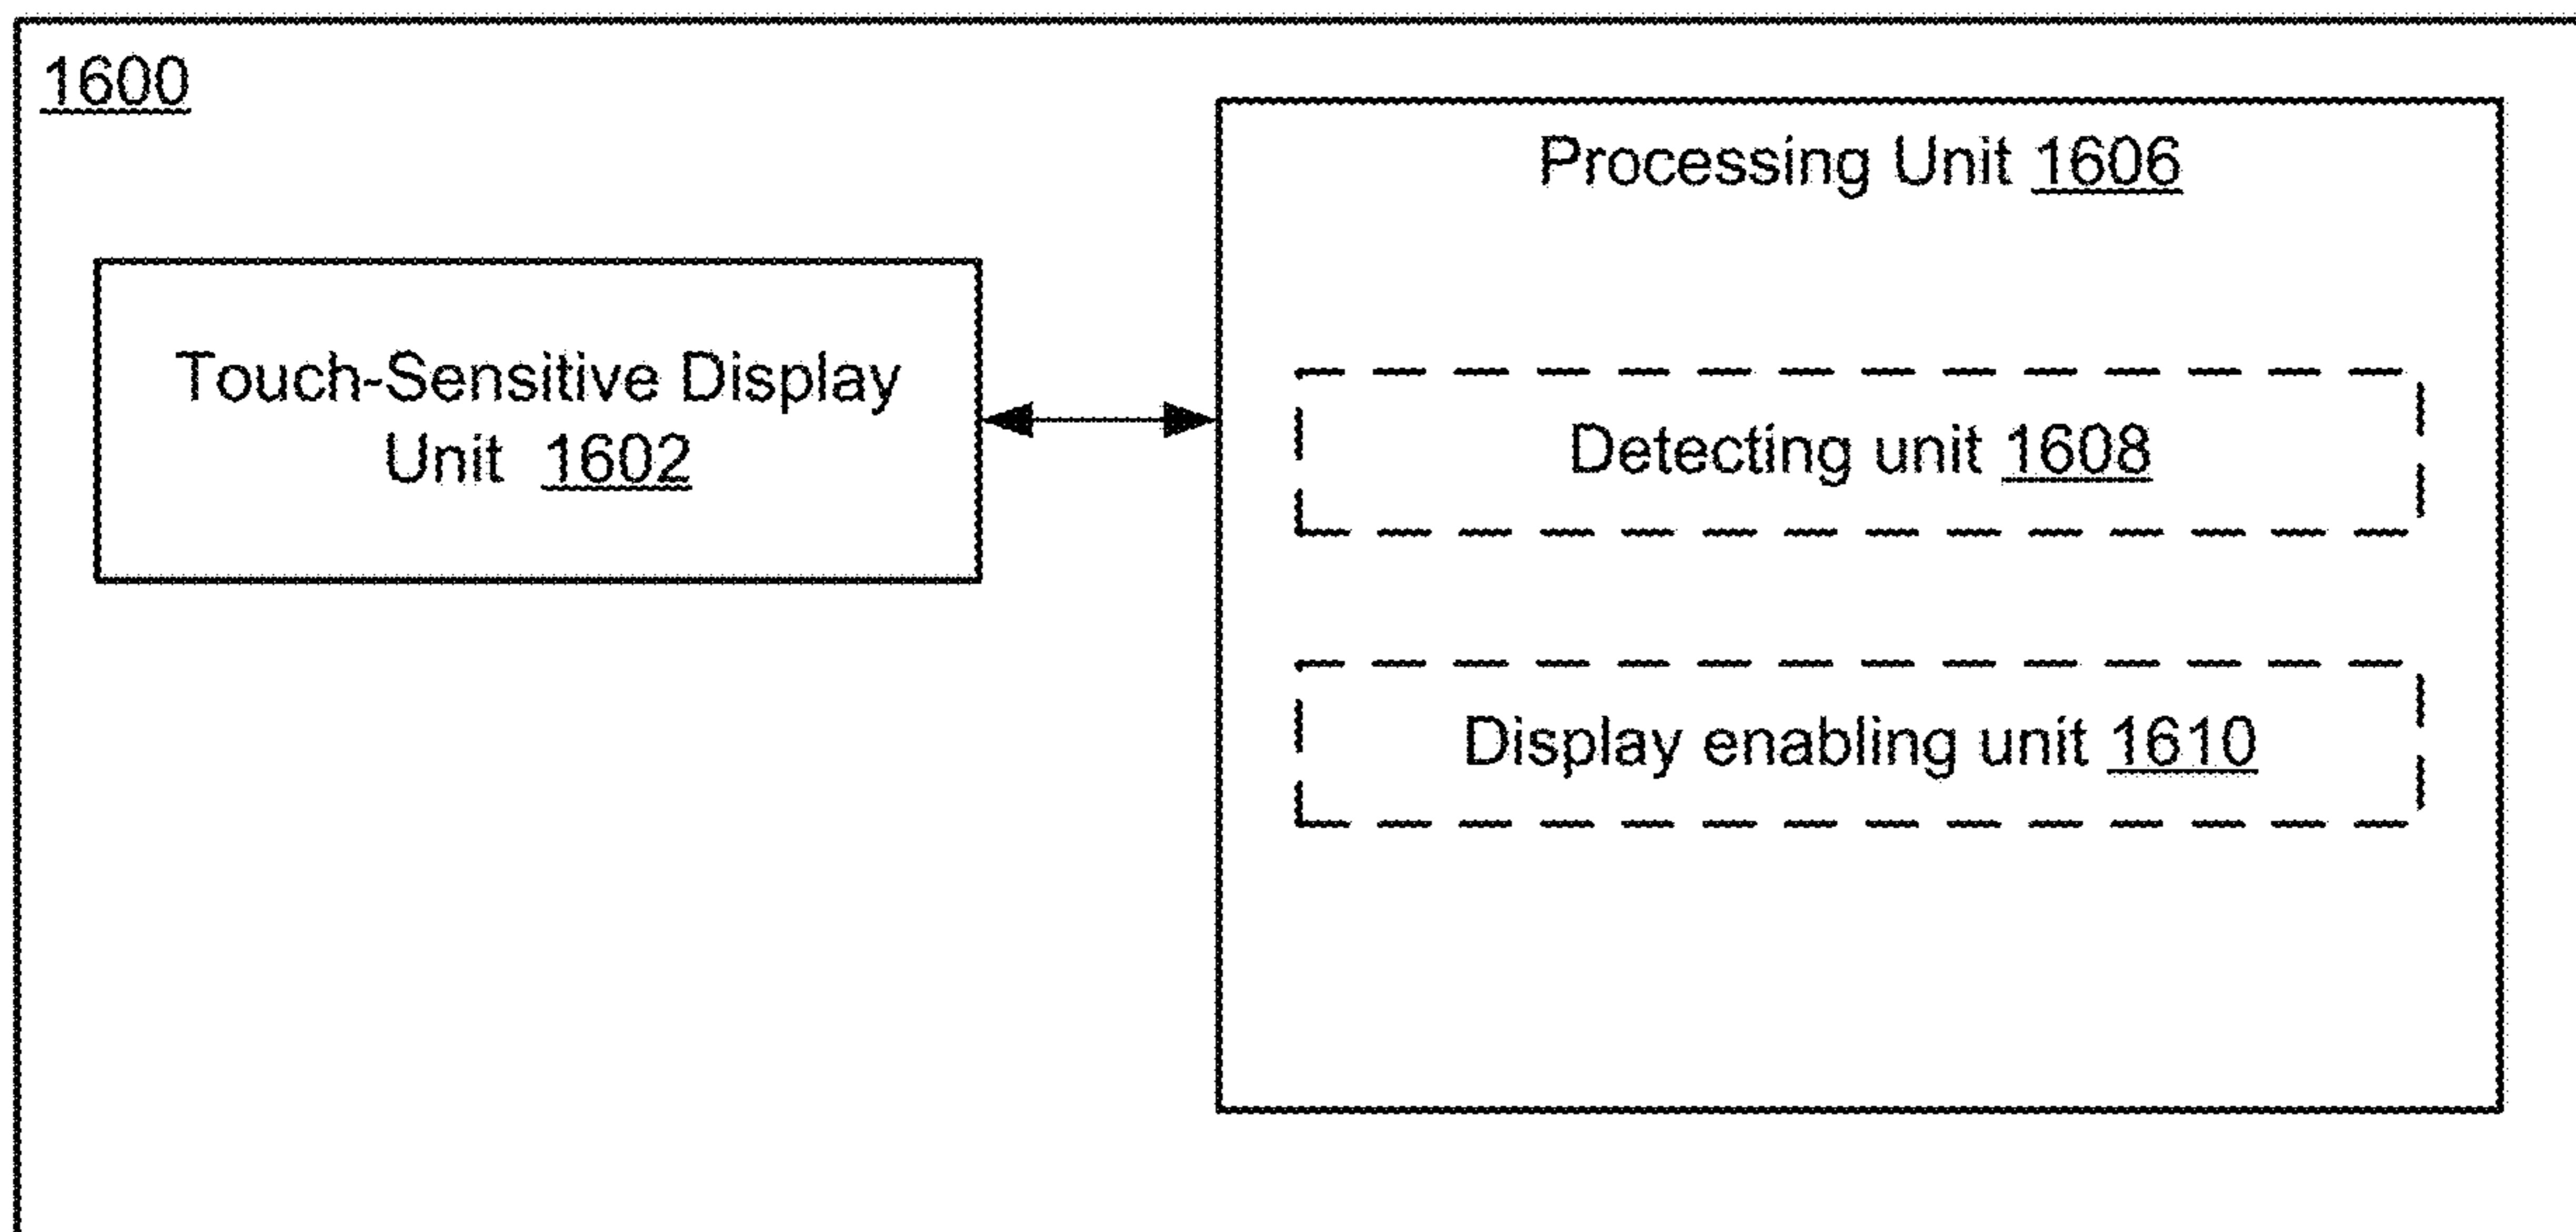 1600
Processing Unit 1606
Touch-Sensitive Display
Unit 1602
Detecting unit 1608
Display enabling unit 1610